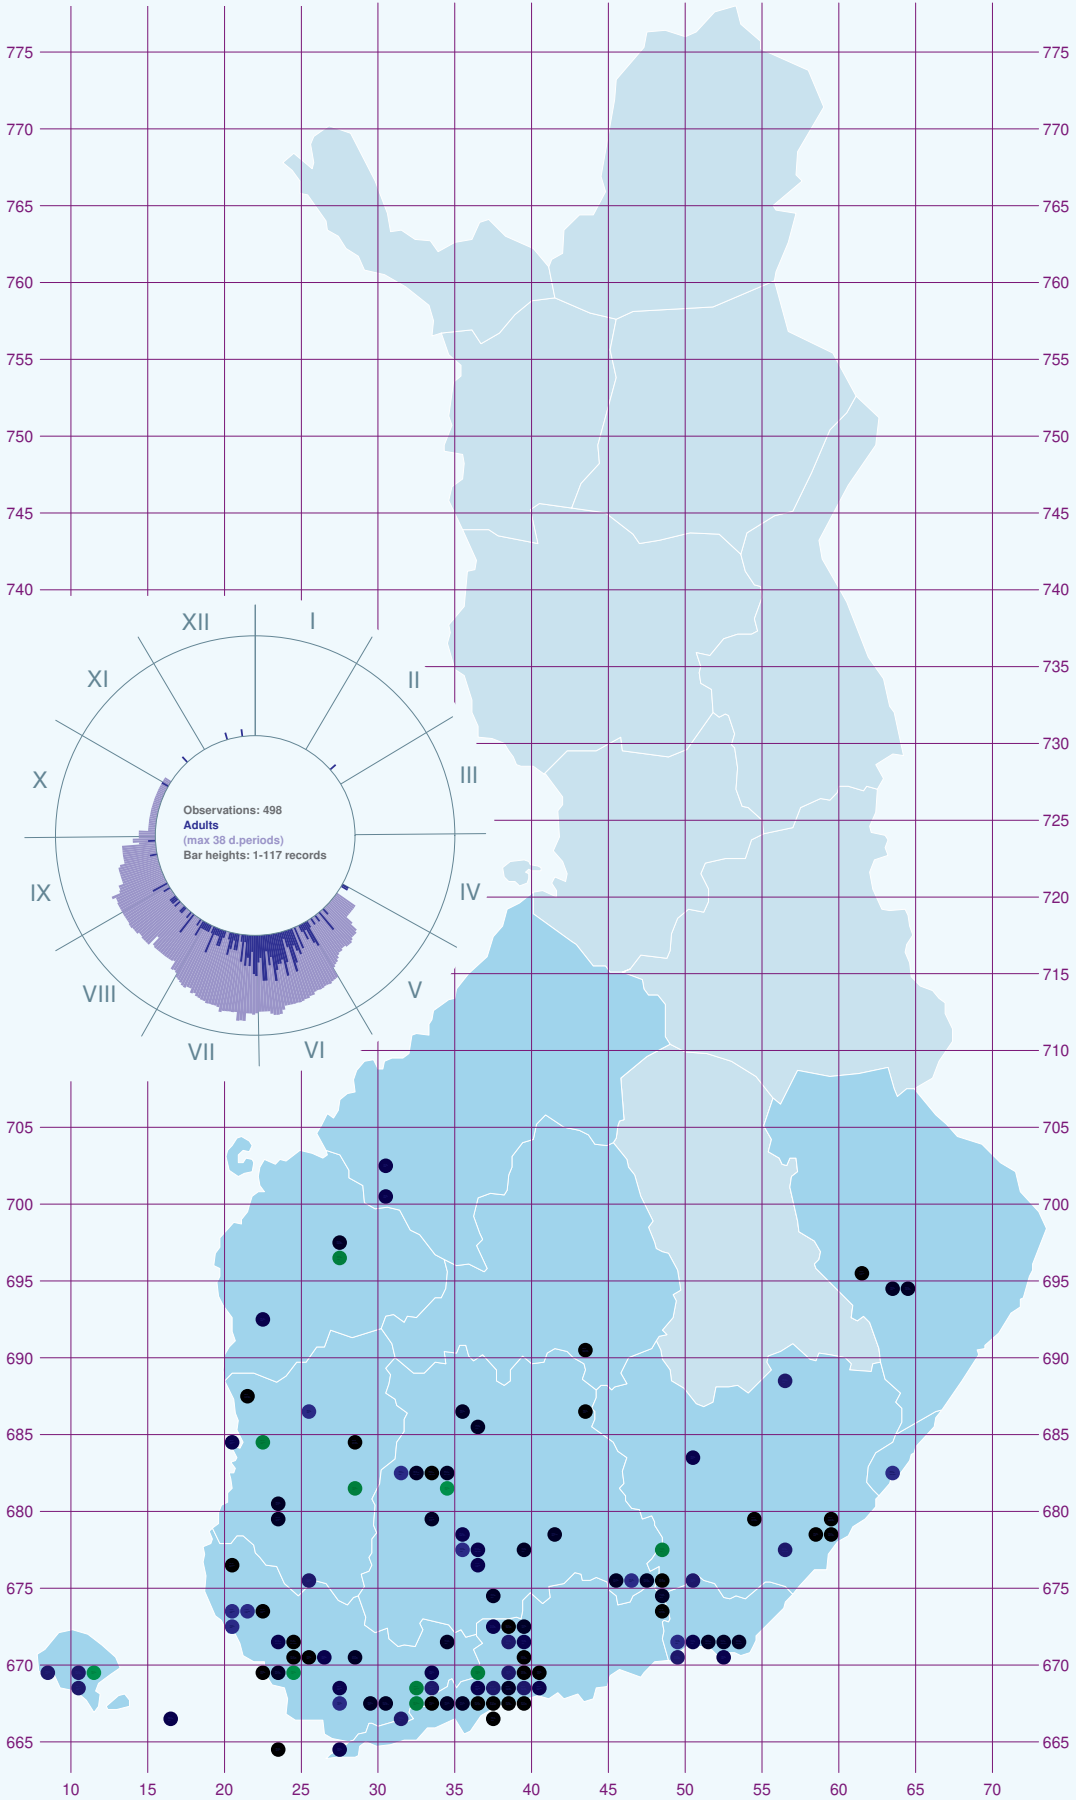 775 775
770 770
765 765
760 760
755 755
750 750
745 745
740 740
XII I
XI II
735 735
730 730
X III
Observations: 498
725 725
Adults
(max 38 d.periods)
Bar heights: 1-117 records
IX IV
720 720
715 715
VIII V
VII VI
710 710
705 705
700 700
695 695
690 690
685 685
680 680
675 675
670 670
665 665
10 15 20 25 30 35 40 45 50 55 60 65 70